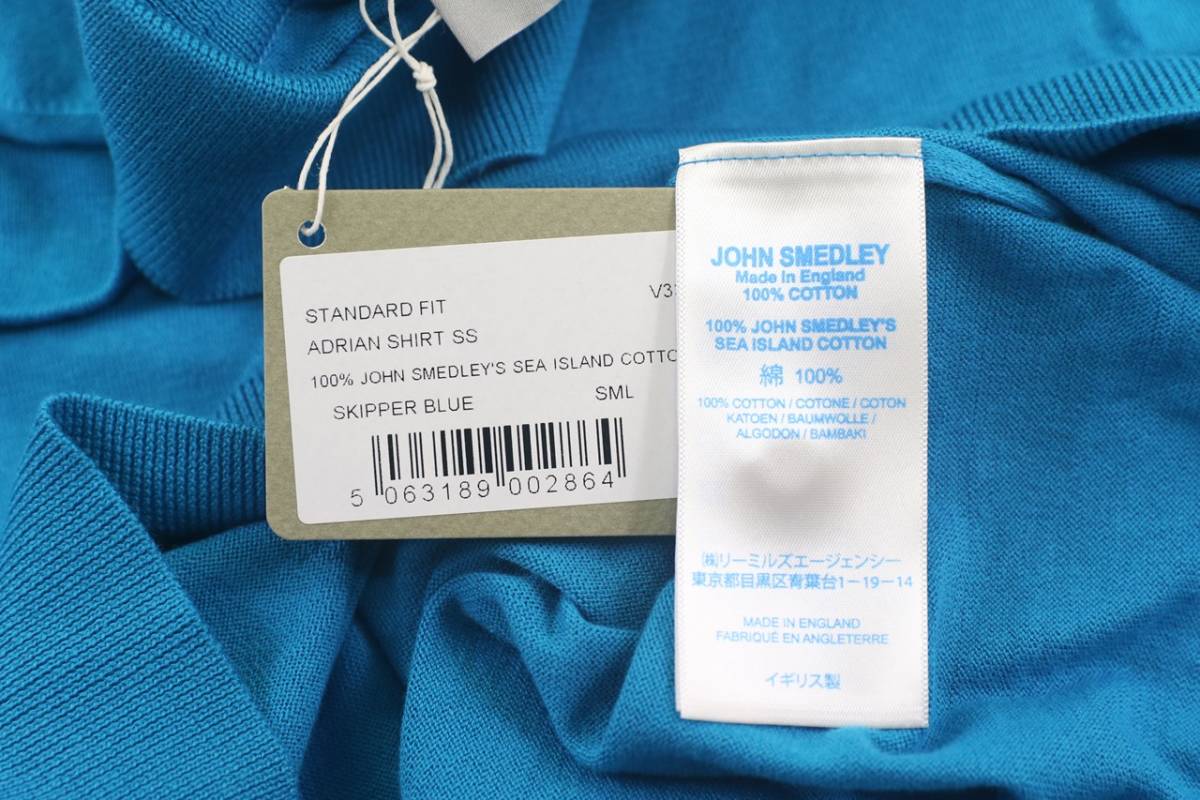 STANDARD FIT
V3
ADRIAN SHIRT SS
100% JOHN SMEDLEY'S SEA ISLAND COTTO
SKIPPER BLUE
SML
5 063189 002864
JOHN SMEDLEY
Made In England
100% COTTON
100% JOHN SMEDLEY'S
SEA ISLAND COTTON
綿 100%
100% COTTON / COTONE / COTON
KATOEN / BAUMWOLLE /
ALGODON / BAMBAKI
㈱リーミルズエージェンシー
東京都目黒区青葉台1-19-14
MADE IN ENGLAND
FABRIQUÉ EN ANGLETERRE
イギリス製